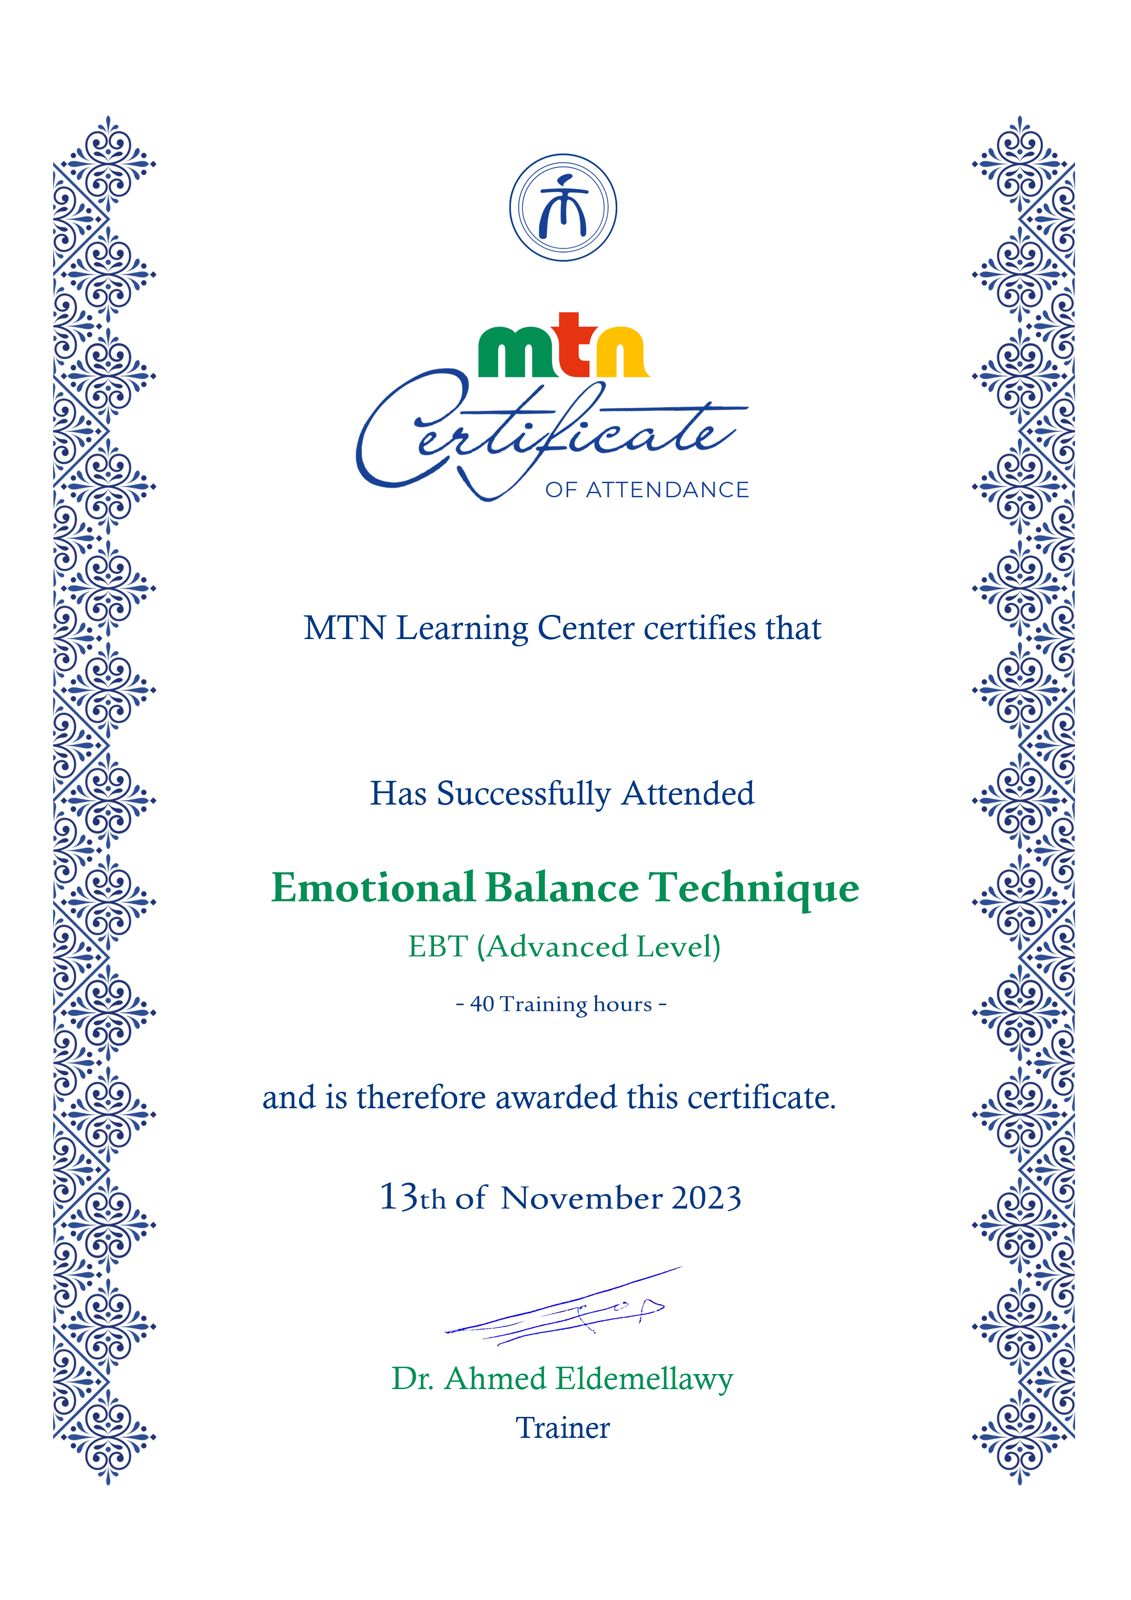 mtn
Certificate
OF ATTENDANCE
MTN Learning Center certifies that
Has Successfully Attended
Emotional Balance Technique
EBT (Advanced Level)
- 40 Training hours -
and is therefore awarded this certificate.
13th of November 2023
Dr. Ahmed Eldemellawy
Trainer